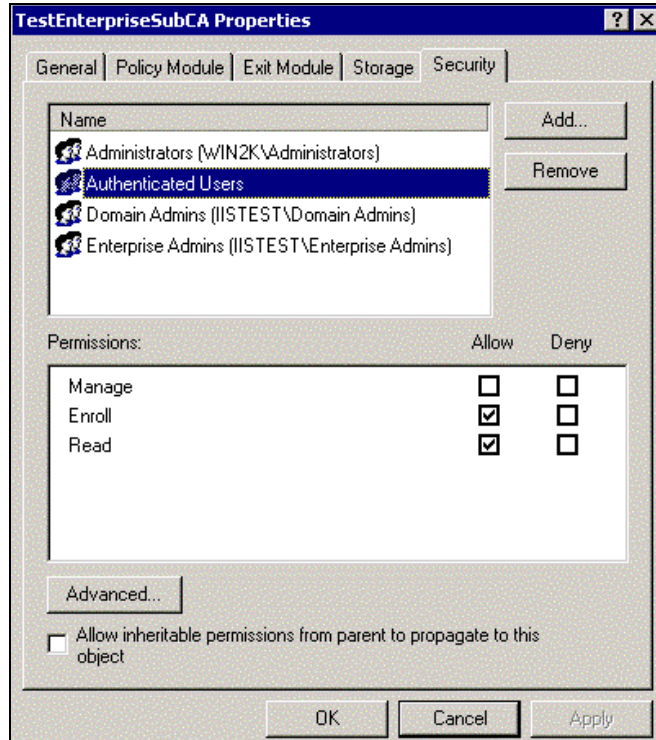 TestEnterpriseSubCA Properties
General Policy Module Exit Module Storage Security
Name
Add...
Administrators (WIN2K\Administrators)
Authenticated Users
Remove
Domain Admins (IISTEST\Domain Admins)
Enterprise Admins (IISTEST\Enterprise Admins)
Permissions: Allow Deny
Manage
Enroll
Read
Advanced...
Allow inheritable permissions from parent to propagate to this
object
OK Cancel Apply